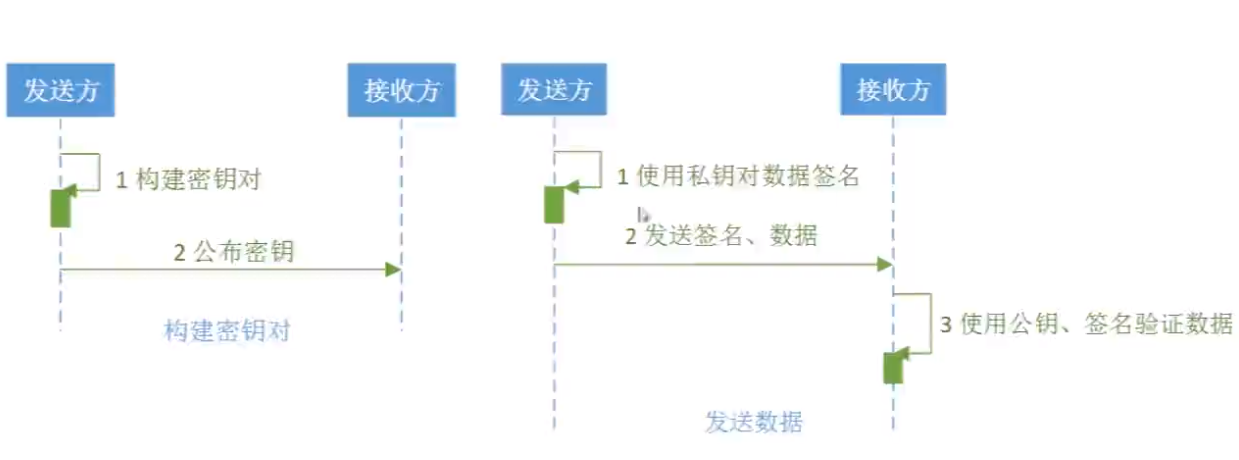 发送方
接收方
1 构建密钥对
2 公布密钥
构建密钥对
发送方
接收方
1 使用私钥对数据签名
2 发送签名、数据
3 使用公钥、签名验证数据
发送数据